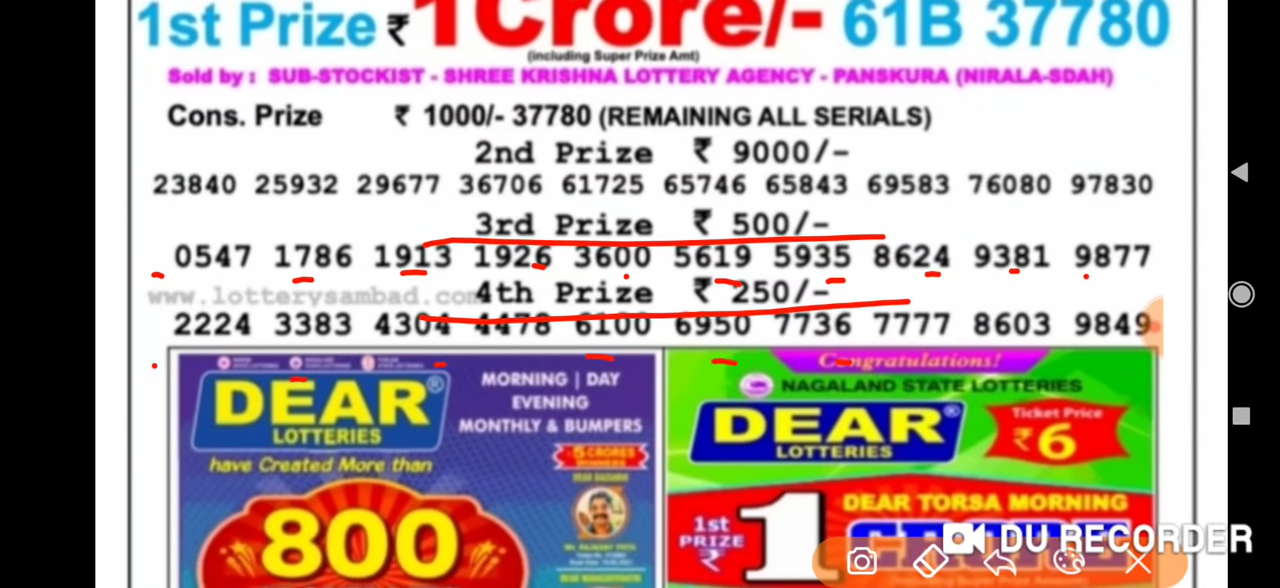 1st Prize ₹ 1Crore/- 61B 37780
(including Super Prize Amt)
Sold by : SUB-STOCKIST - SHREE KRISHNA LOTTERY AGENCY - PANSKURA (NIRALA-SDAH)
Cons. Prize ₹ 1000/- 37780 (REMAINING ALL SERIALS)
2nd Prize ₹ 9000/-
23840 25932 29677 36706 61725 65746 65843 69583 76080 97830
3rd Prize ₹ 500/-
0547 1786 1913 1926 3600 5619 5935 8624 9381 9877
www.lotterysambad.com
4th Prize ₹ 250/-
2224 3383 4304 4478 6100 6950 7736 7777 8603 9849
DEAR®
LOTTERIES
MORNING | DAY
EVENING
MONTHLY & BUMPERS
have Created More than
800
Congratulations!
NAGALAND STATE LOTTERIES
DEAR®
LOTTERIES
Ticket Price
₹6
1st
PRIZE
₹
1
DEAR TORSA MORNING
DU RECORDER